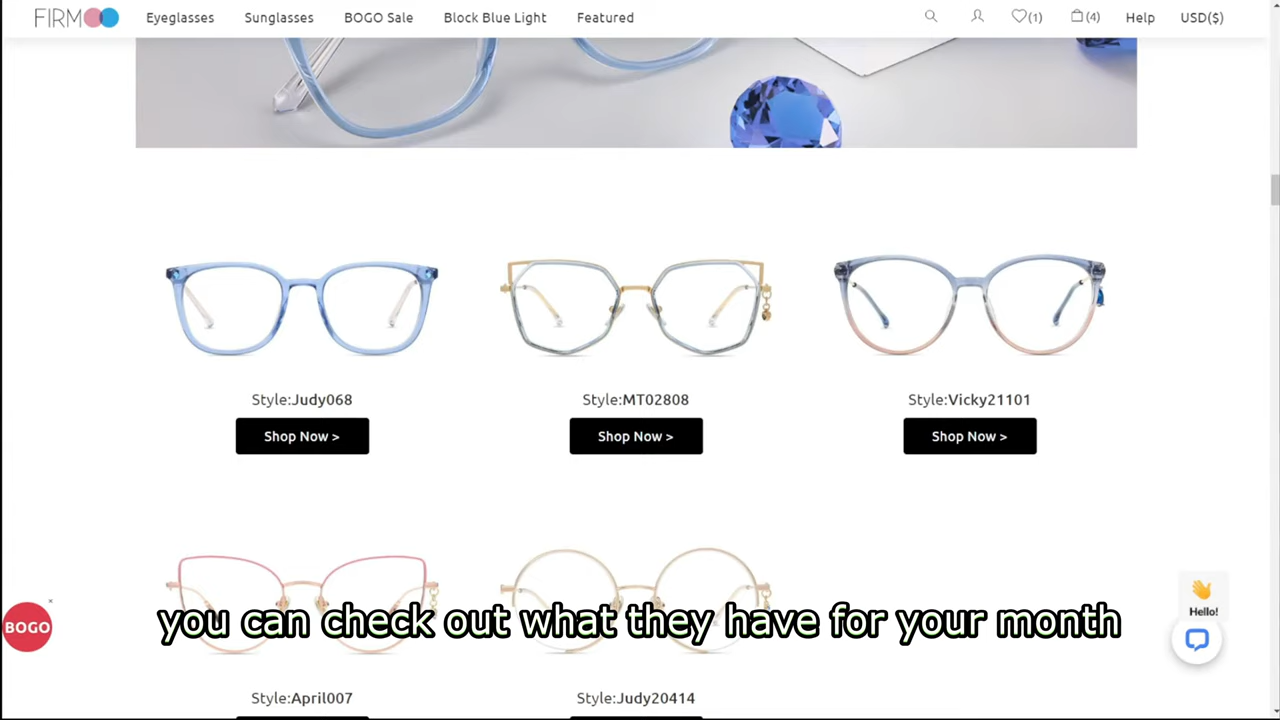 FIRMOO
Eyeglasses
Sunglasses
BOGO Sale
Block Blue Light
Featured
(1)
(4)
Help
USD($)
Style:Judy068
Style:MT02808
Style:Vicky21101
Shop Now >
Shop Now >
Shop Now >
BOGO
you can check out what they have for your month
Hello!
Style:April007
Style:Judy20414